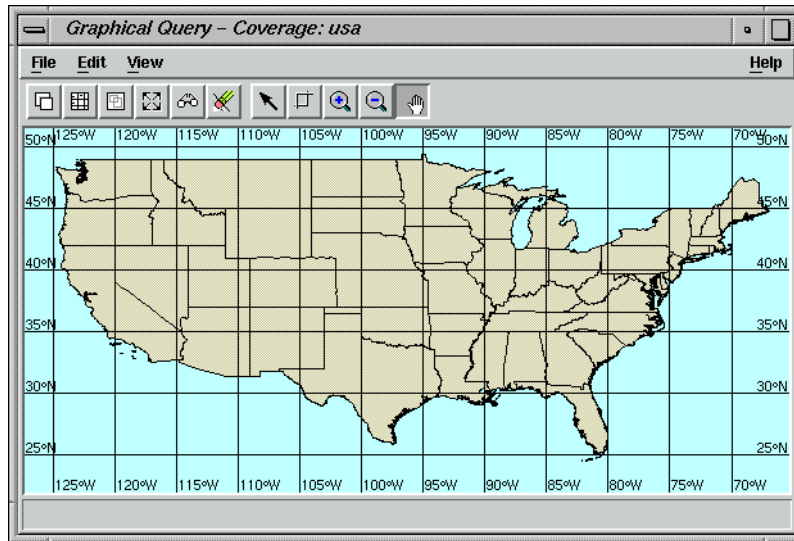 Graphical Query – Coverage: usa
File Edit View Help
125°W 120°W 115°W 110°W 105°W 100°W 95°W 90°W 85°W 80°W 75°W 70°W
50°N 50°N
45°N 45°N
40°N 40°N
35°N 35°N
30°N 30°N
25°N 25°N
125°W 120°W 115°W 110°W 105°W 100°W 95°W 90°W 85°W 80°W 75°W 70°W